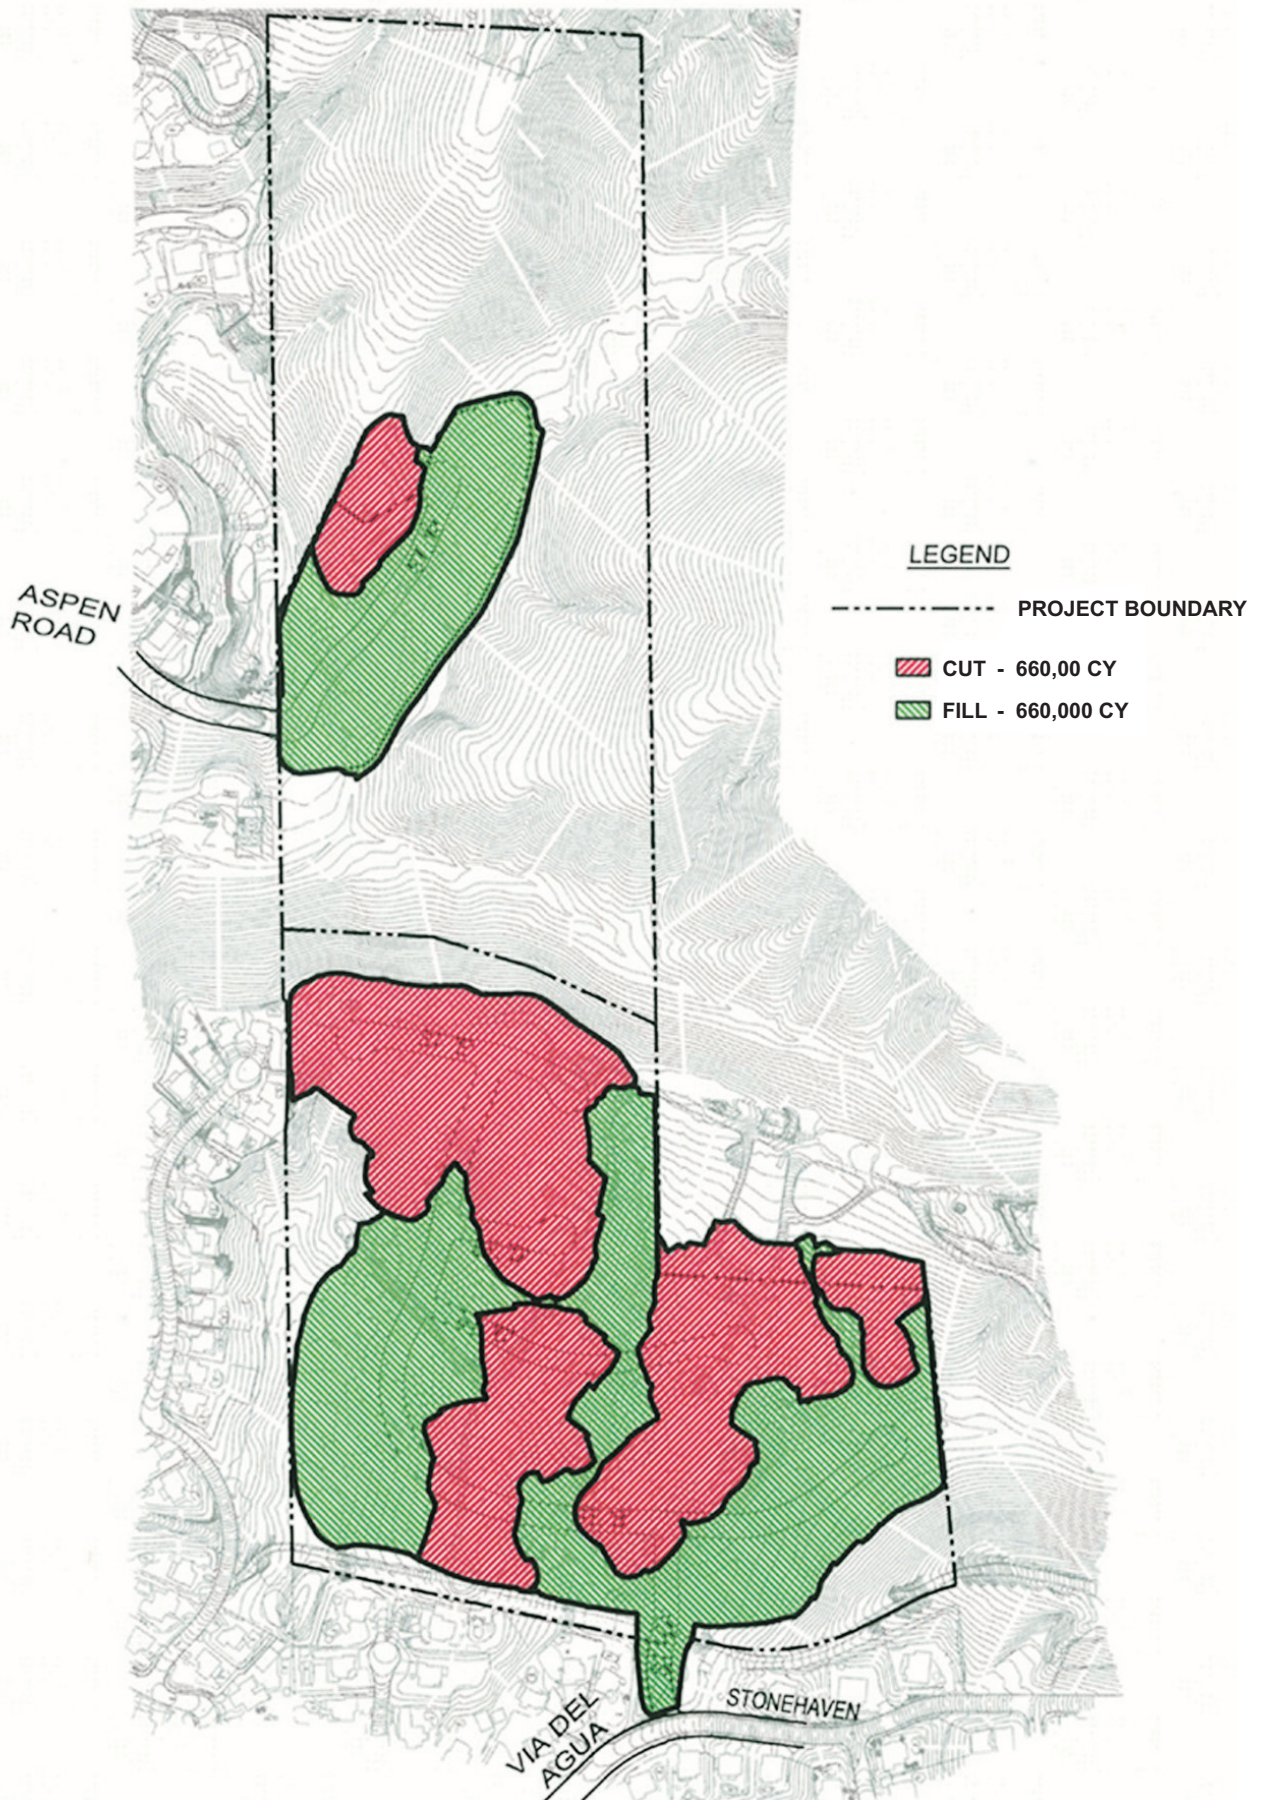 ASPEN
ROAD
LEGEND
PROJECT BOUNDARY
CUT - 660,00 CY
FILL - 660,000 CY
STONEHAVEN
VIA DEL
AGUA